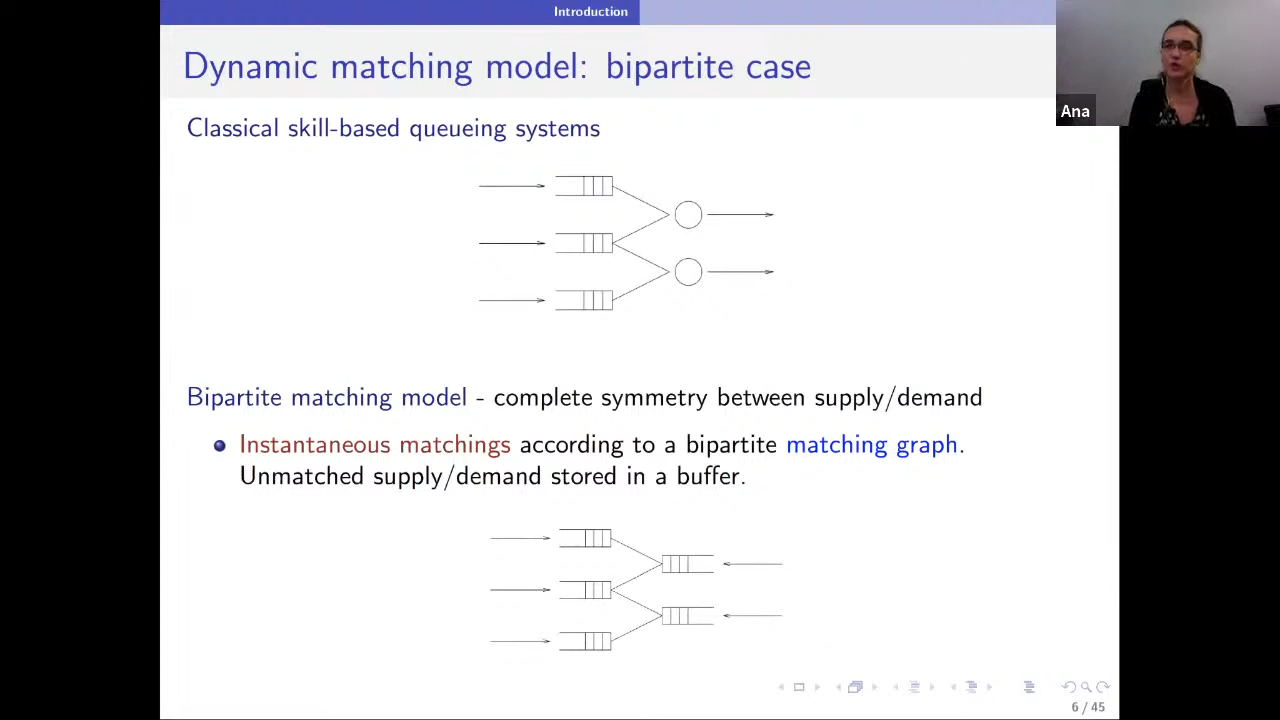 Introduction
Dynamic matching model: bipartite case
Ana
Classical skill-based queueing systems
Bipartite matching model - complete symmetry between supply/demand
Instantaneous matchings according to a bipartite matching graph.
Unmatched supply/demand stored in a buffer.
6 / 45